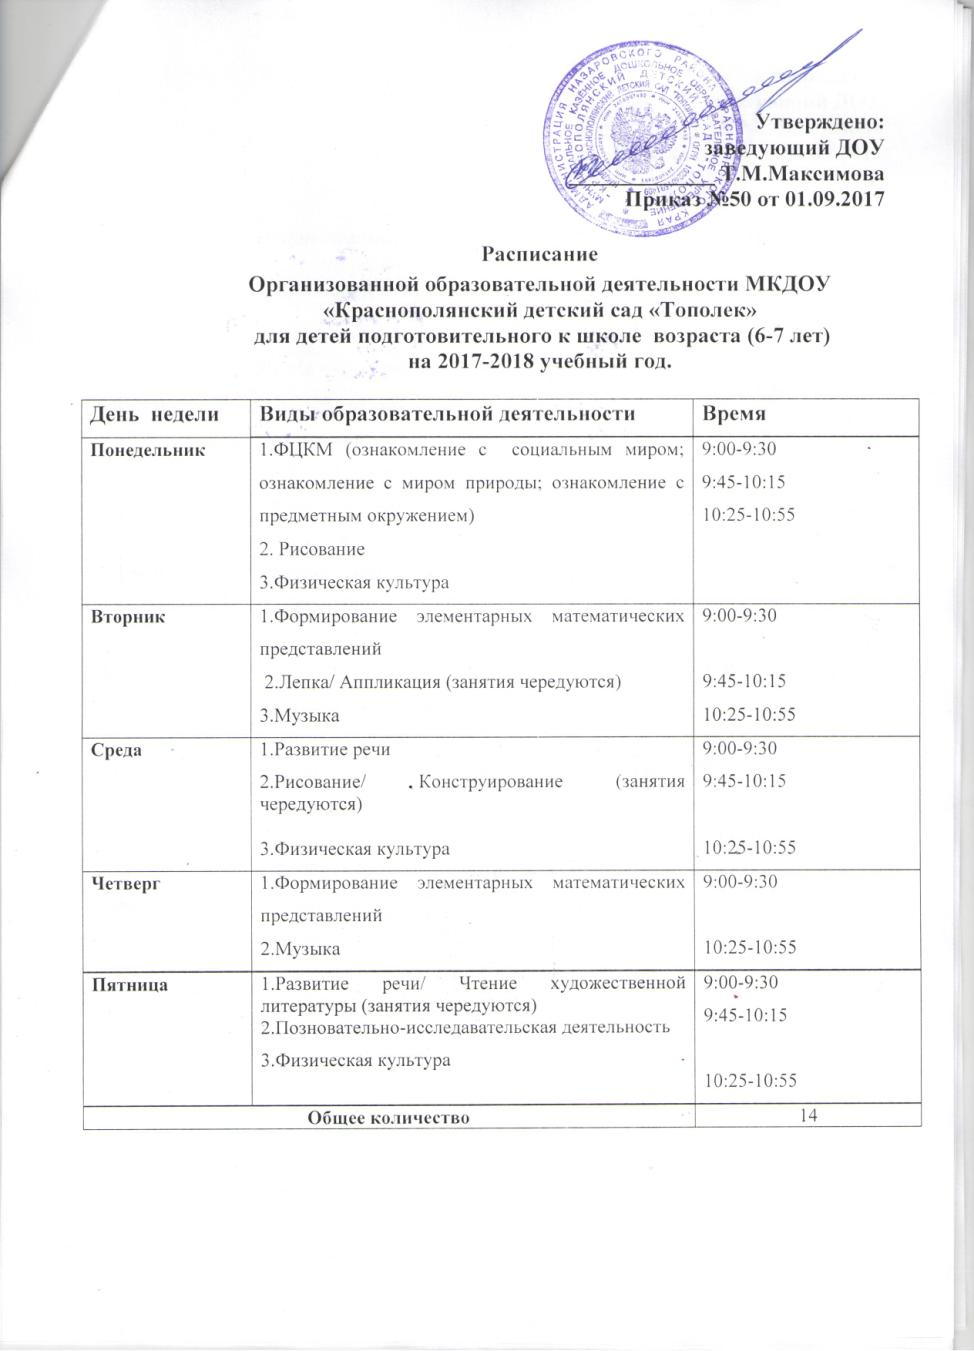 Утверждено:
заведующий ДОУ
Т.М.Максимова
Приказ №50 от 01.09.2017
Расписание
Организованной образовательной деятельности МКДОУ
«Краснополянский детский сад «Тополек»
для детей подготовительного к школе возраста (6-7 лет)
на 2017-2018 учебный год.
День недели Виды образовательной деятельности Время
Понедельник 1.ФЦКМ (ознакомление с социальным миром; 9:00-9:30
ознакомление с миром природы; ознакомление с 9:45-10:15
предметным окружением) 10:25-10:55
2. Рисование
3.Физическая культура
Вторник 1.Формирование элементарных математических 9:00-9:30
представлений
2.Лепка/ Аппликация (занятия чередуются) 9:45-10:15
3.Музыка 10:25-10:55
Среда 1.Развитие речи 9:00-9:30
2.Рисование/ . Конструирование (занятия 9:45-10:15
чередуются)
3.Физическая культура 10:25-10:55
Четверг 1.Формирование элементарных математических 9:00-9:30
представлений
2.Музыка 10:25-10:55
Пятница 1.Развитие речи/ Чтение художественной 9:00-9:30
литературы (занятия чередуются)
9:45-10:15
2.Позновательно-исследавательская деятельность
3.Физическая культура
10:25-10:55
Общее количество 14